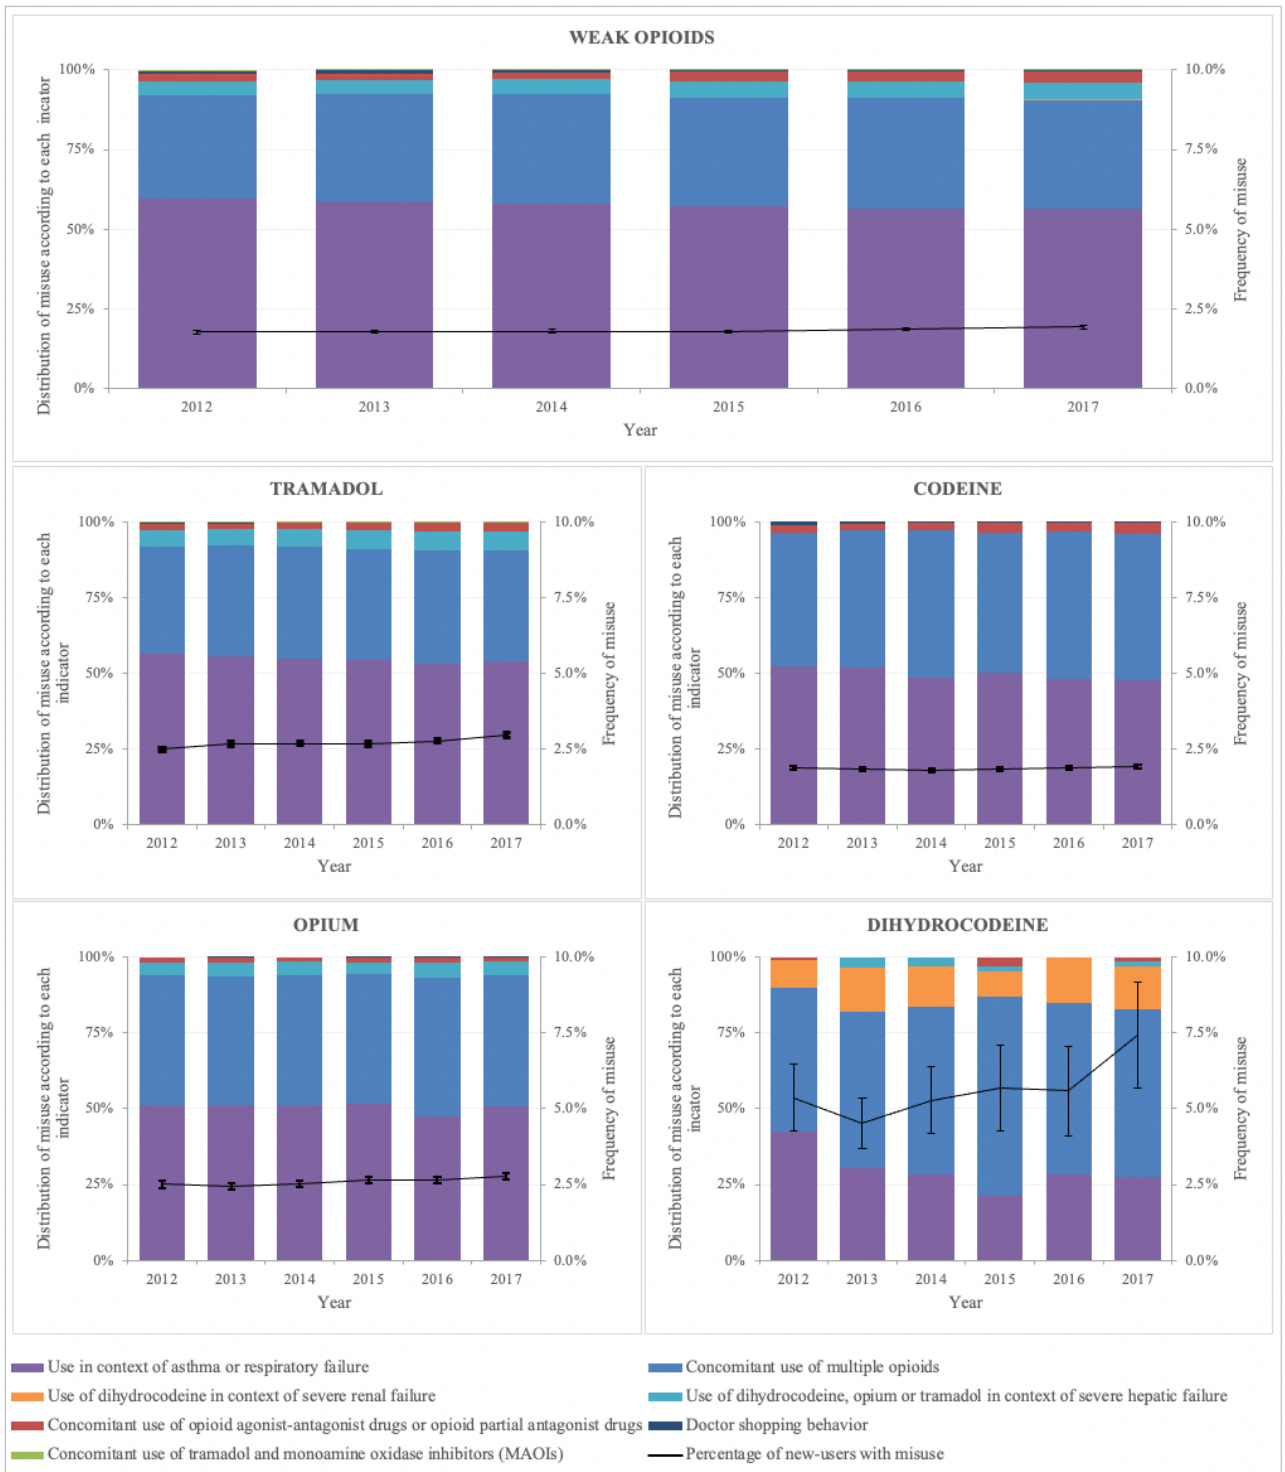 WEAK OPIOIDS
Distribution of misuse according to each incator
100%
75%
50%
25%
0%
10.0%
7.5%
5.0%
2.5%
0.0%
Frequency of misuse
2012 2013 2014 2015 2016 2017
Year
TRAMADOL
Distribution of misuse according to each
indicator
100%
75%
50%
25%
0%
10.0%
7.5%
5.0%
2.5%
0.0%
Frequency of misuse
2012 2013 2014 2015 2016 2017
Year
CODEINE
Distribution of misuse according to each
indicator
100%
75%
50%
25%
0%
10.0%
7.5%
5.0%
2.5%
0.0%
Frequency of misuse
2012 2013 2014 2015 2016 2017
Year
OPIUM
Distribution of misuse according to each
indicator
100%
75%
50%
25%
0%
10.0%
7.5%
5.0%
2.5%
0.0%
Frequency of misuse
2012 2013 2014 2015 2016 2017
Year
DIHYDROCODEINE
Distribution of misuse according to each
incator
100%
75%
50%
25%
0%
10.0%
7.5%
5.0%
2.5%
0.0%
Frequency of misuse
2012 2013 2014 2015 2016 2017
Year
Use in context of asthma or respiratory failure
Concomitant use of multiple opioids
Use of dihydrocodeine in context of severe renal failure
Use of dihydrocodeine, opium or tramadol in context of severe hepatic failure
Concomitant use of opioid agonist-antagonist drugs or opioid partial antagonist drugs
Doctor shopping behavior
Concomitant use of tramadol and monoamine oxidase inhibitors (MAOIs)
Percentage of new-users with misuse